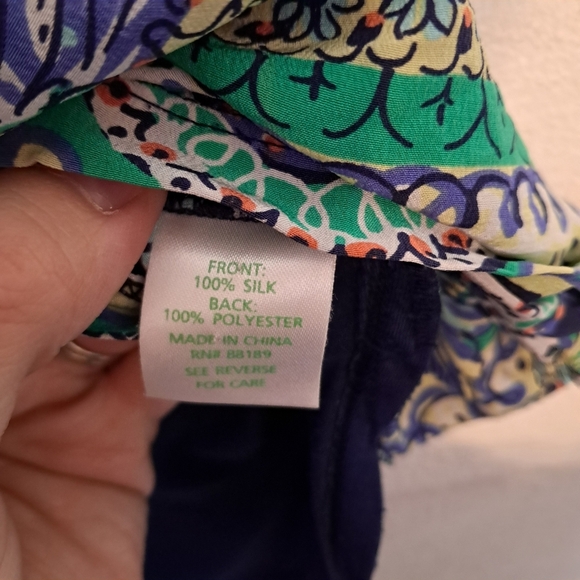 FRONT:
100% SILK
BACK:
100% POLYESTER
MADE IN CHINA
RN# 88189
SEE REVERSE
FOR CARE